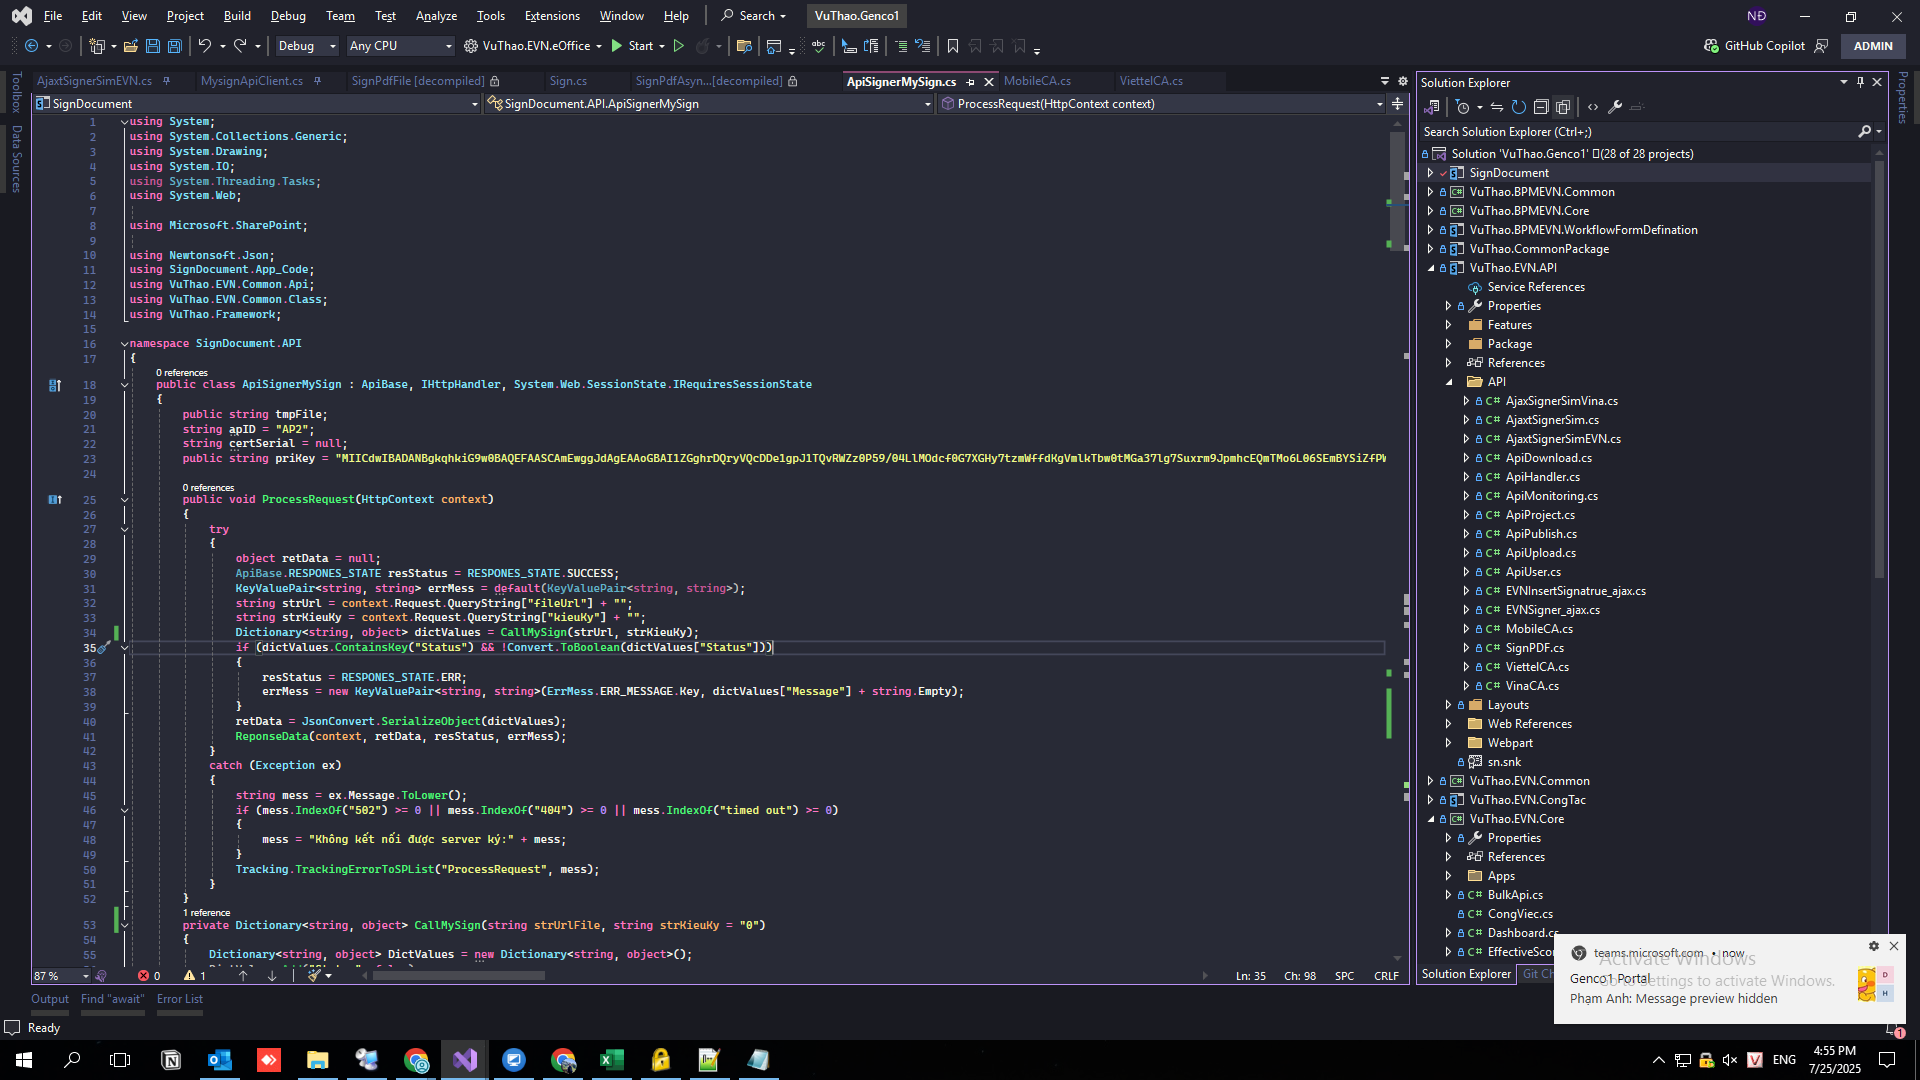 File Edit View Project Build Debug Team Test Analyze Tools Extensions Window Help Search VuThao.Genco1 NĐ
Debug Any CPU VuThao.EVN.eOffice Start GitHub Copilot ADMIN
Toolbox
Data Sources
AjaxtSignerSimEVN.cs MysignApiClient.cs SignPdfFile [decompiled] Sign.cs SignPdfAsyn...[decompiled] ApiSignerMySign.cs MobileCA.cs ViettelCA.cs
SignDocument SignDocument.API.ApiSignerMySign ProcessRequest(HttpContext context)
1 using System;
2 using System.Collections.Generic;
3 using System.Drawing;
4 using System.IO;
5 using System.Threading.Tasks;
6 using System.Web;
7
8 using Microsoft.SharePoint;
9
10 using Newtonsoft.Json;
11 using SignDocument.App_Code;
12 using VuThao.EVN.Common.Api;
13 using VuThao.EVN.Common.Class;
14 using VuThao.Framework;
15
16 namespace SignDocument.API
17 {
0 references
18 public class ApiSignerMySign : ApiBase, IHttpHandler, System.Web.SessionState.IRequiresSessionState
19 {
20 public string tmpFile;
21 string apID = "AP2";
22 string certSerial = null;
23 public string priKey =
24
0 references
25 public void ProcessRequest(HttpContext context)
26 {
27 try
28 {
29 object retData = null;
30 ApiBase.RESPONES_STATE resStatus = RESPONES_STATE.SUCCESS;
31 KeyValuePair<string, string> errMess = default(KeyValuePair<string, string>);
32 string strUrl = context.Request.QueryString["fileUrl"] + "";
33 string strKieuKy = context.Request.QueryString["kieuKy"] + "";
34 Dictionary<string, object> dictValues = CallMySign(strUrl, strKieuKy);
35 if (dictValues.ContainsKey("Status") && !Convert.ToBoolean(dictValues["Status"]))
36 {
37 resStatus = RESPONES_STATE.ERR;
38 errMess = new KeyValuePair<string, string>(ErrMess.ERR_MESSAGE.Key, dictValues["Message"] + string.Empty);
39 }
40 retData = JsonConvert.SerializeObject(dictValues);
41 ReponseData(context, retData, resStatus, errMess);
42 }
43 catch (Exception ex)
44 {
45 string mess = ex.Message.ToLower();
46 if (mess.IndexOf("502") >= 0 || mess.IndexOf("404") >= 0 || mess.IndexOf("timed out") >= 0)
47 {
48 mess = "Không kết nối được server ký:" + mess;
49 }
50 Tracking.TrackingErrorToSPList("ProcessRequest", mess);
51 }
52 }
1 reference
53 private Dictionary<string, object> CallMySign(string strUrlFile, string strKieuKy = "0")
54 {
55 Dictionary<string, object> DictValues = new Dictionary<string, object>();
87 % 0 1 Ln: 35 Ch: 98 SPC CRLF
Output Find "await" Error List
Ready
Solution Explorer
Properties
Search Solution Explorer (Ctrl+;)
Solution 'VuThao.Genco1' (28 of 28 projects)
SignDocument
VuThao.BPMEVN.Common
VuThao.BPMEVN.Core
VuThao.BPMEVN.WorkflowFormDefination
VuThao.CommonPackage
VuThao.EVN.API
Service References
Properties
Features
Package
References
API
AjaxSignerSimVina.cs
AjaxtSignerSim.cs
AjaxtSignerSimEVN.cs
ApiDownload.cs
ApiHandler.cs
ApiMonitoring.cs
ApiProject.cs
ApiPublish.cs
ApiUpload.cs
ApiUser.cs
EVNInsertSignatrue_ajax.cs
EVNSigner_ajax.cs
MobileCA.cs
SignPDF.cs
ViettelCA.cs
VinaCA.cs
Layouts
Web References
Webpart
sn.snk
VuThao.EVN.Common
VuThao.EVN.CongTac
VuThao.EVN.Core
Properties
References
Apps
BulkApi.cs
CongViec.cs
Dashboard.cs
EffectiveScor
Solution Explorer Git Ch
teams.microsoft.com • now
Activate Windows
Genco1 Portal
Go to Settings to activate Windows.
Phạm Anh: Message preview hidden
D
H
1
ENG
4:55 PM
7/25/2025